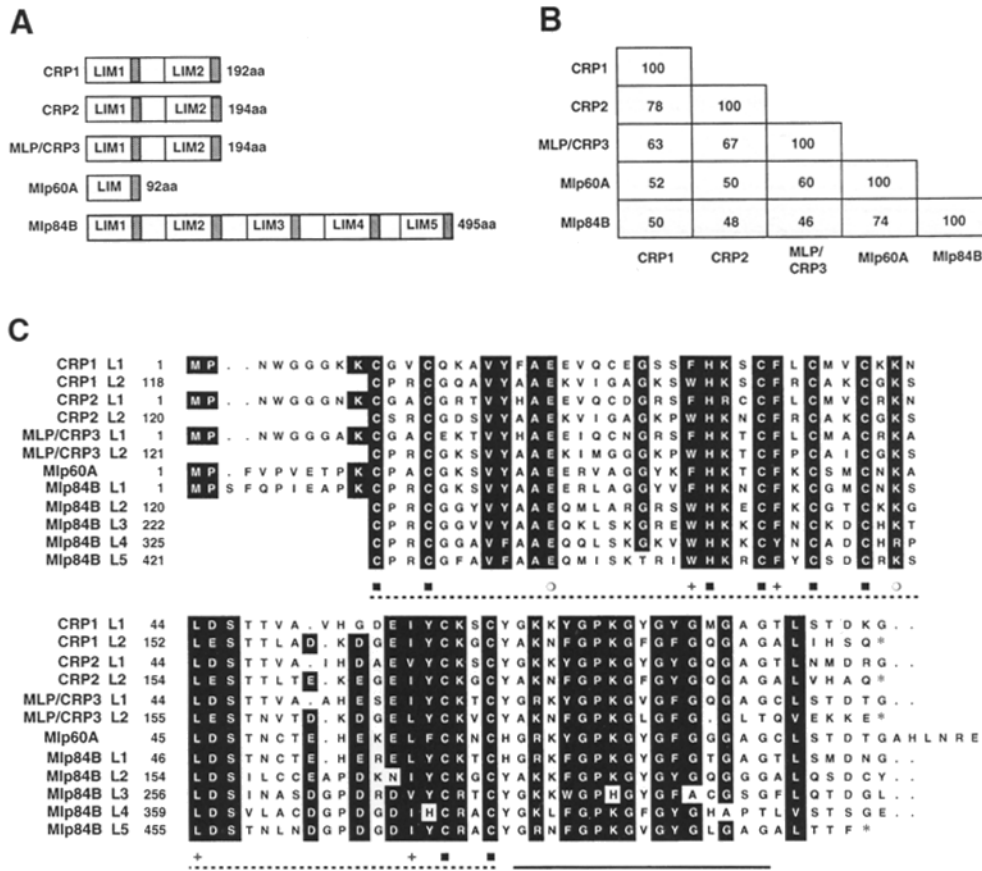 A
CRP1 LIM1 LIM2 192aa
CRP2 LIM1 LIM2 194aa
MLP/CRP3 LIM1 LIM2 194aa
Mlp60A LIM 92aa
Mlp84B LIM1 LIM2 LIM3 LIM4 LIM5 495aa
B
CRP1 100
CRP2 78 100
MLP/CRP3 63 67 100
Mlp60A 52 50 60 100
Mlp84B 50 48 46 74 100
CRP1 CRP2 MLP/CRP3 Mlp60A Mlp84B
C
CRP1 L1 1 M P . . N W G G G K K C G V C Q K A V Y F A E E V Q C E G S S F H K S C F L C M V C K K N
CRP1 L2 118 C P R C G Q A V Y A A E K V I G A G K S W H K S C F R C A K C G K S
CRP2 L1 1 M P . . N W G G G N K C G A C G R T V Y H A E E V Q C D G R S F H R C C F L C M V C R K N
CRP2 L2 120 C S R C G D S V Y A A E K V I G A G K P W H K N C F R C A K C G K S
MLP/CRP3 L1 1 M P . . N W G G G A K C G A C E K T V Y H A E E I Q C N G R S F H K T C F L C M A C R K A
MLP/CRP3 L2 121 C P R C G K S V Y A A E K I M G G G K P W H K T C F P C A I C G K S
Mlp60A 1 M P . F V P V E T P K C P A C G K S V Y A A E E R V A G G Y K F H K T C F K C S M C N K A
Mlp84B L1 1 M P S F Q P I E A P K C P R C G K S V Y A A E E R L A G G Y V F H K N C F K C G M C N K S
Mlp84B L2 120 C P R C G G Y V Y A A E Q M L A R G R S W H K E C F K C G T C K K G
Mlp84B L3 222 C P R C G G V V Y A A E Q K L S K G R E W H K K C F N C K D C H K T
Mlp84B L4 325 C P R C G G A V F A A E Q Q L S K G K V W H K K C Y N C A D C H R P
Mlp84B L5 421 C P R C G F A V F A A E Q M I S K T R I W H K R C F Y C S D C R K S
+ +
CRP1 L1 44 L D S T T V A . V H G D E I Y C K S C Y G K K Y G P K G Y G Y G M G A G T L S T D K G . .
CRP1 L2 152 L E S T T L A D . K D G E I Y C K G C Y A K N F G P K G F G F G Q G A G A L I H S Q *
CRP2 L1 44 L D S T T V A . I H D A E V Y C K S C Y G K K Y G P K G Y G Y G Q G A G T L N M D R G . .
CRP2 L2 154 L E S T T L T E . K E G E I Y C K G C Y A K N F G P K G F G Y G Q G A G A L V H A Q *
MLP/CRP3 L1 44 L D S T T V A . A H E S E I Y C K T C Y G R K Y G P K G I G Y G Q G A G C L S T D T G . .
MLP/CRP3 L2 155 L E S T N V T D . K D G E L Y C K V C Y A K N F G P K G L G F G . G L T Q V E K K E *
Mlp60A 45 L D S T N C T E . H E K E L F C K N C H G R K Y G P K G Y G F G G G A G C L S T D T G A H L N R E
Mlp84B L1 46 L D S T N C T E . H E R E L Y C K T C H G R K F G P K G Y G F G G G A G T L S M D N G .
Mlp84B L2 154 L D S I L C C E A P D K N I Y C K G C Y A K K F G P K G Y G Y G Q G G G A L Q S D C Y .
Mlp84B L3 256 L D S I N A S D G P D R D V Y C R T C Y G K K W G P H G Y G F A C G S G F L Q T D G L .
Mlp84B L4 359 L D S V L A C D G P D G D I H C R A C Y G K L F G P K G F G Y G H A P T L V S T S G E .
Mlp84B L5 455 L D S T N L N D G P D G D I Y C R A C Y G R N F G P K G V G Y G L G A G A L T T F *
+ +